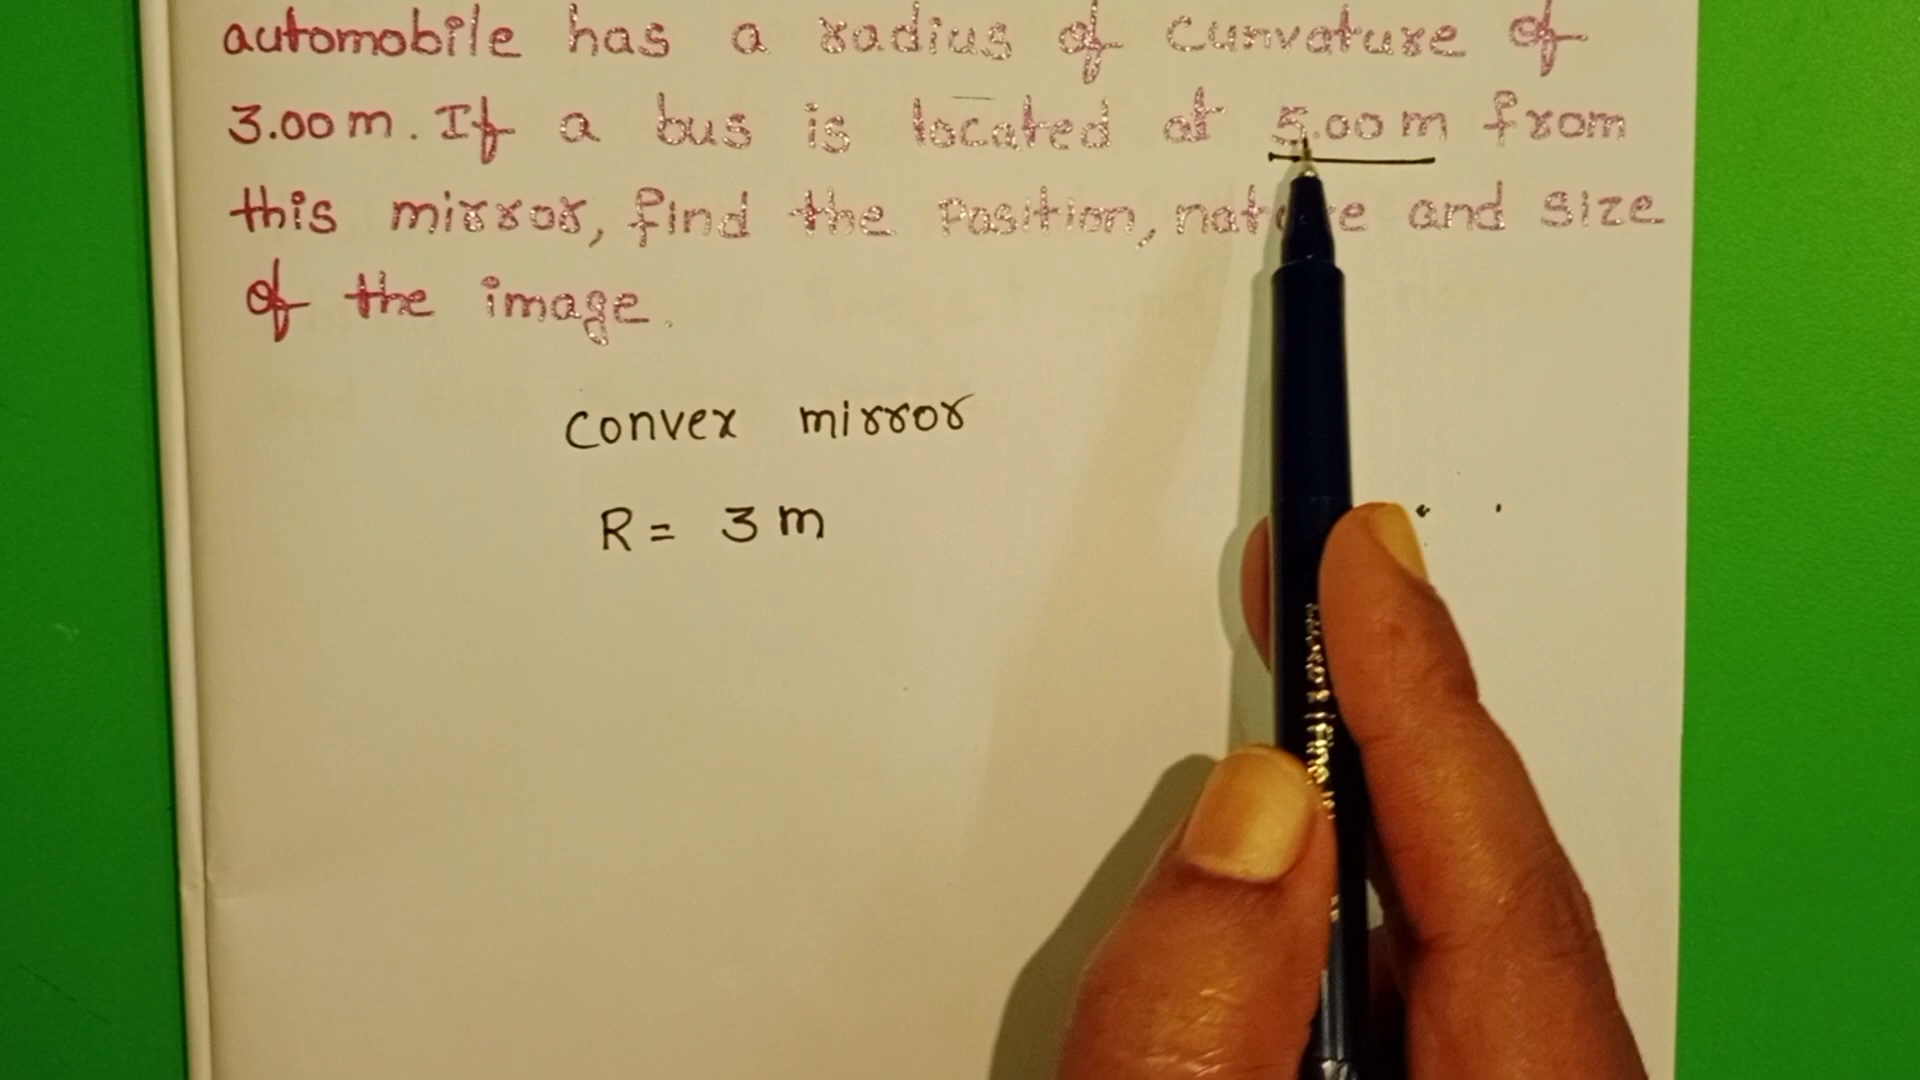 automobile has a radius of curvature of
3.00 m. If a bus is located at 5.00 m from
this mirror, find the position, nature and size
of the image.
Convex mirror
R = 3 m